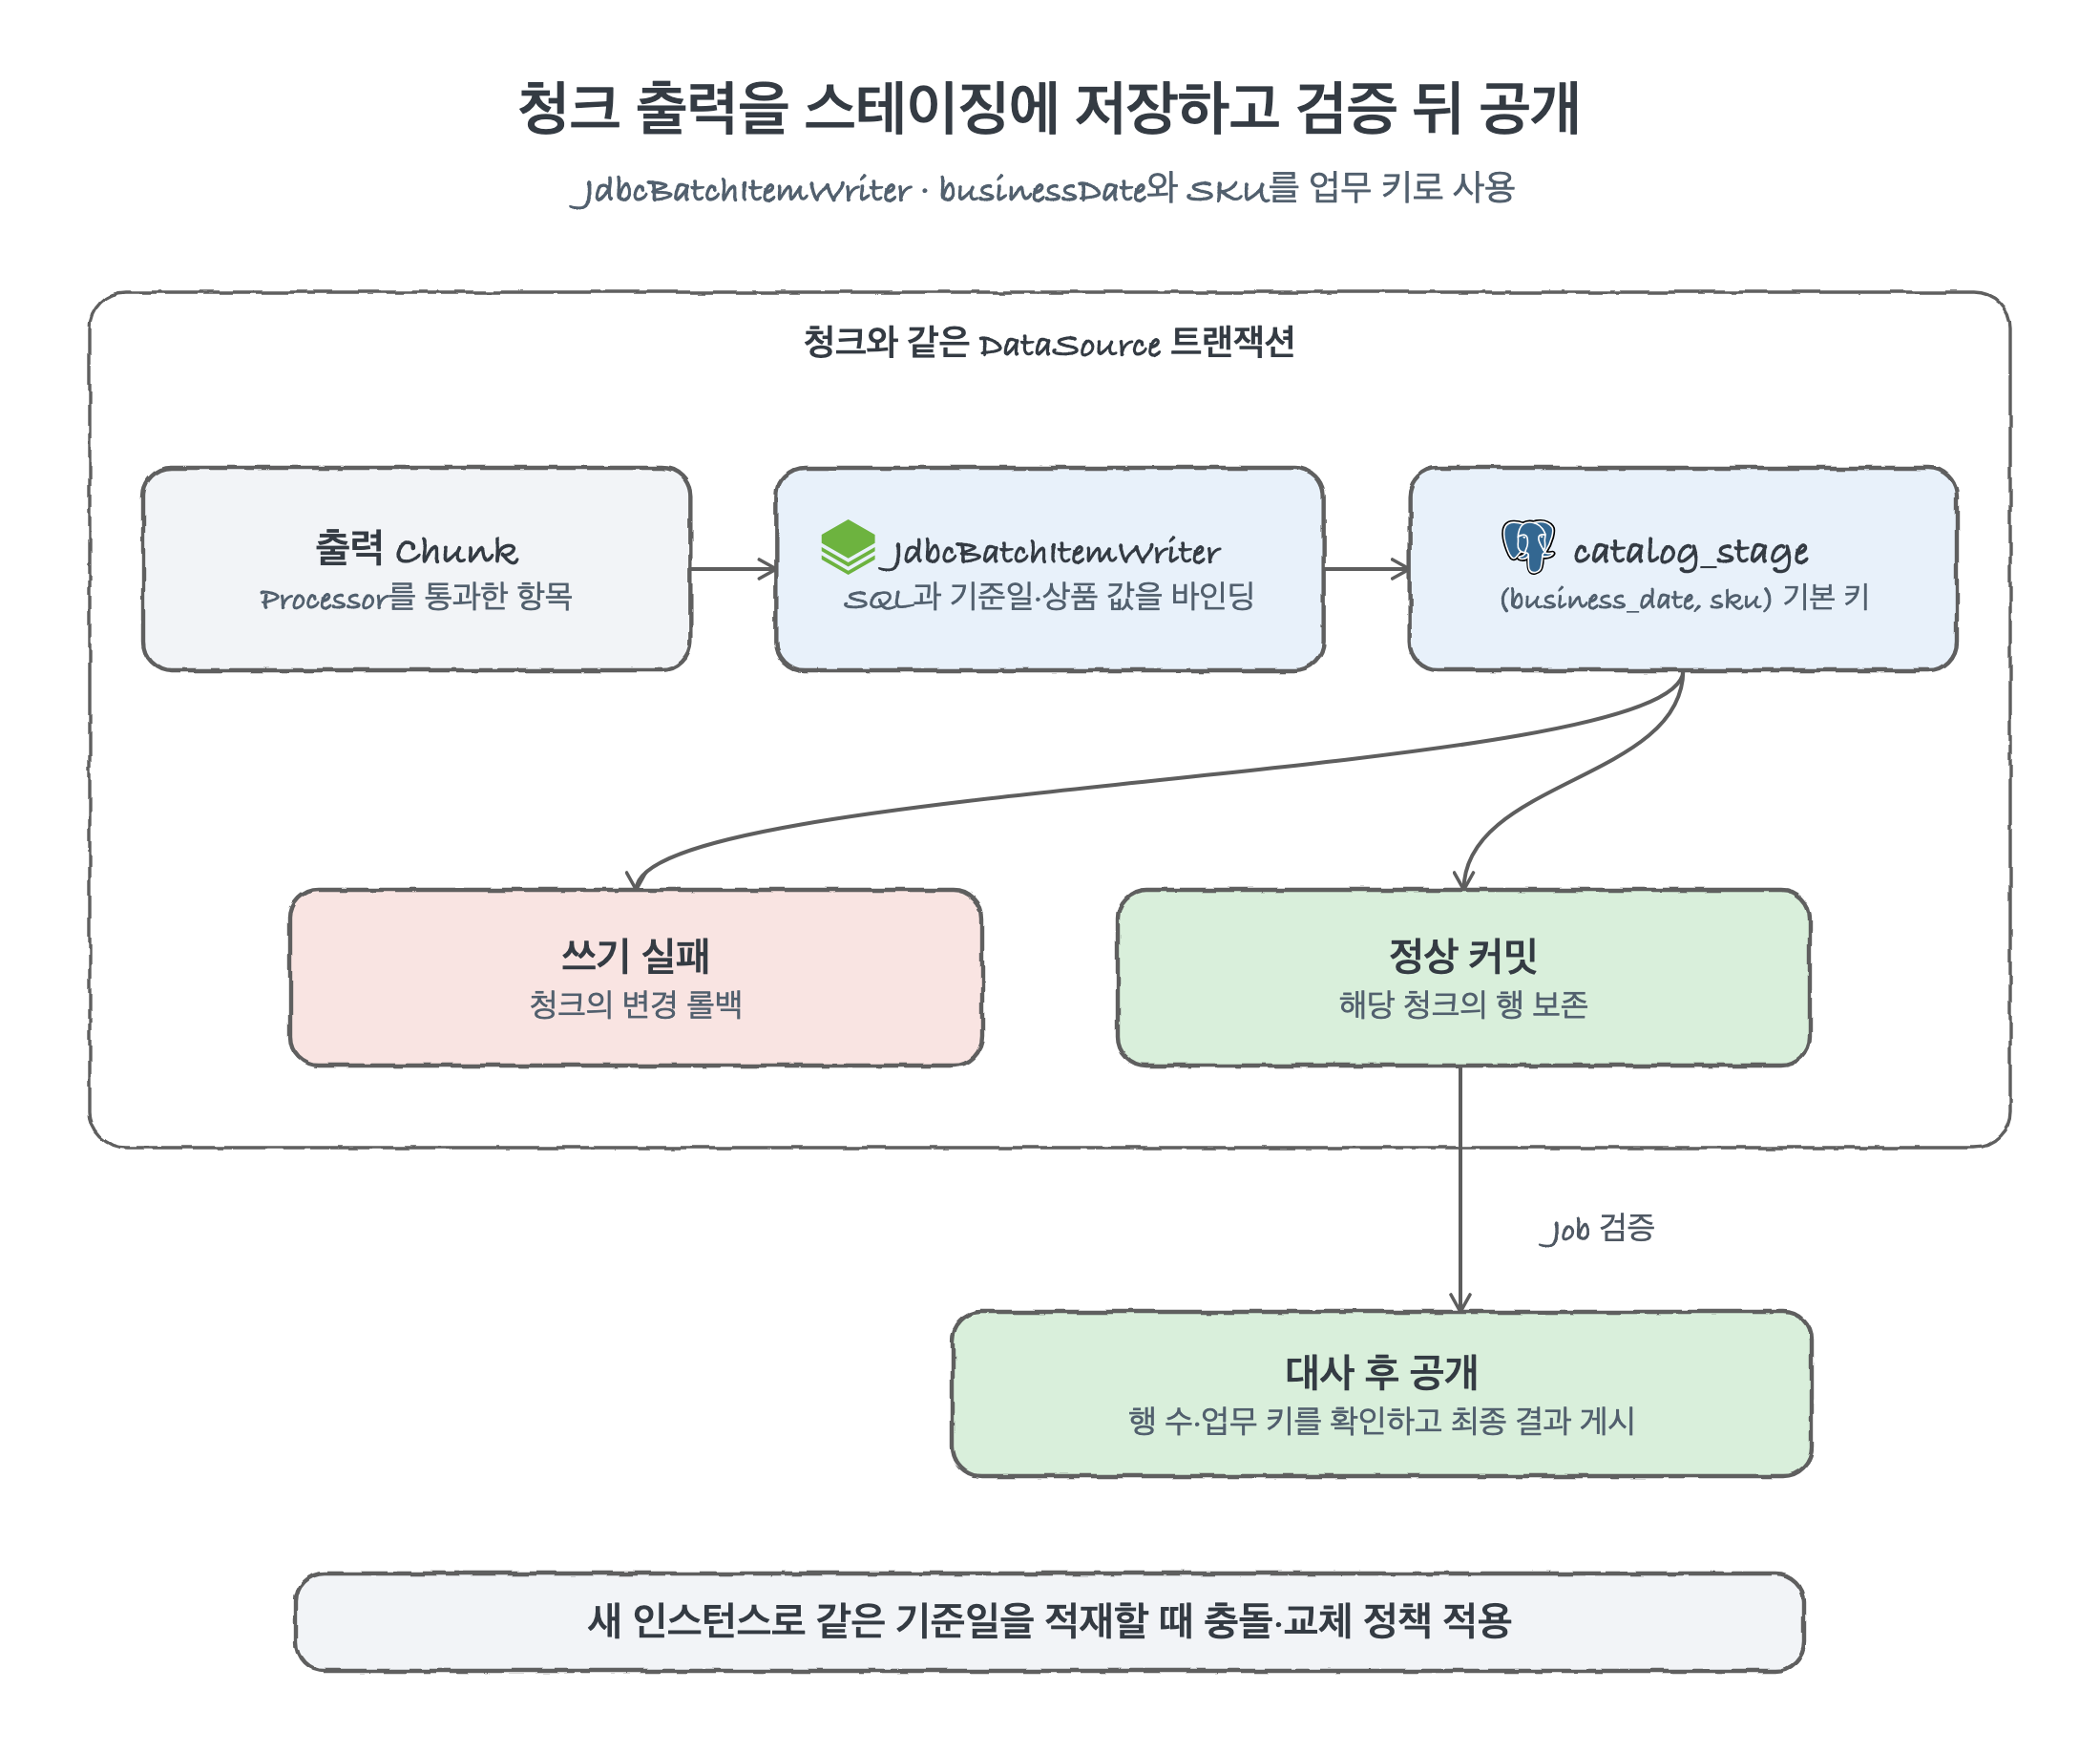 청크 출력을 스테이징에 저장하고 검증 뒤 공개
JdbcBatchItemWriter · businessDate와 SKU를 업무 키로 사용
청크와 같은 DataSource 트랜잭션
출력 Chunk
Processor를 통과한 항목
JdbcBatchItemWriter
SQL과 기준일·상품 값을 바인딩
catalog_stage
(business_date, sku) 기본 키
쓰기 실패
청크의 변경 롤백
정상 커밋
해당 청크의 행 보존
Job 검증
대사 후 공개
행 수·업무 키를 확인하고 최종 결과 게시
새 인스턴스로 같은 기준일을 적재할 때 충돌·교체 정책 적용